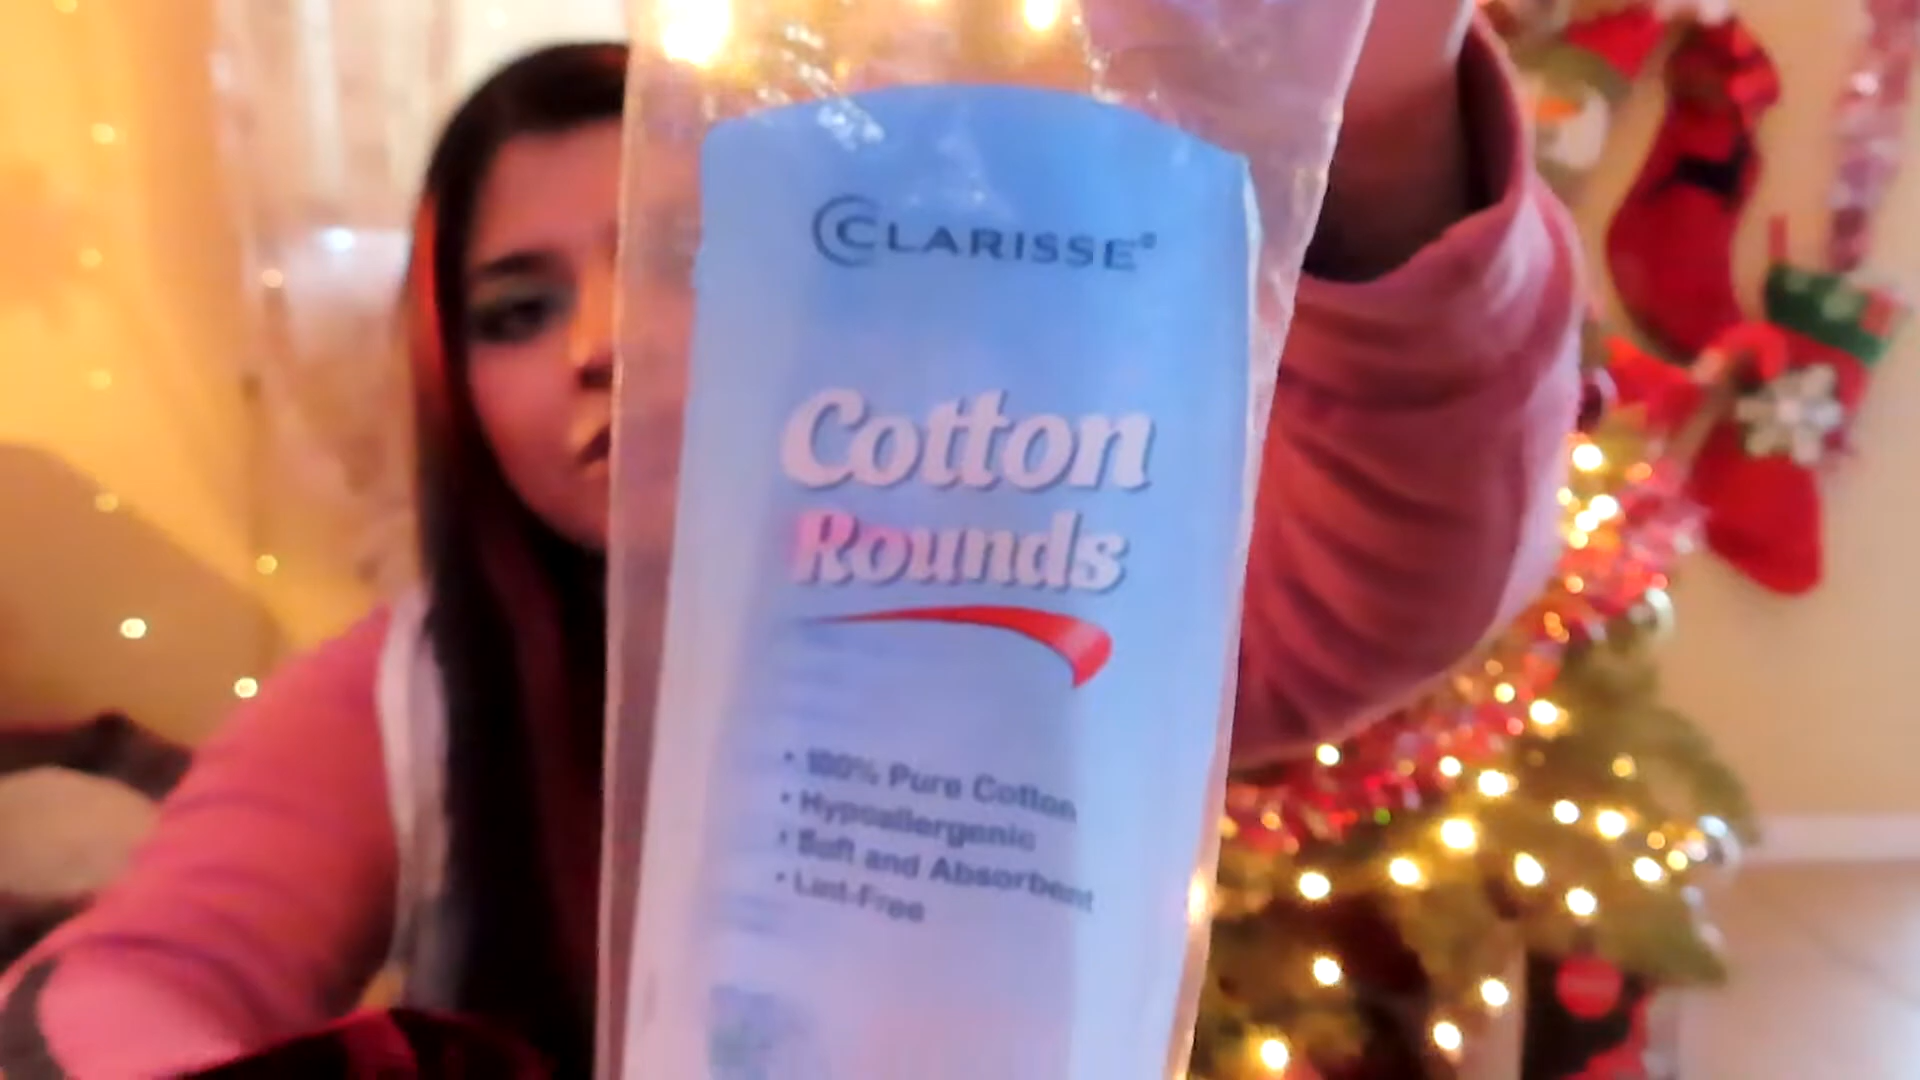 CLARISSE®
Cotton
Rounds
• 100% Pure Cotton
• Hypoallergenic
• Soft and Absorbent
• Lint-Free